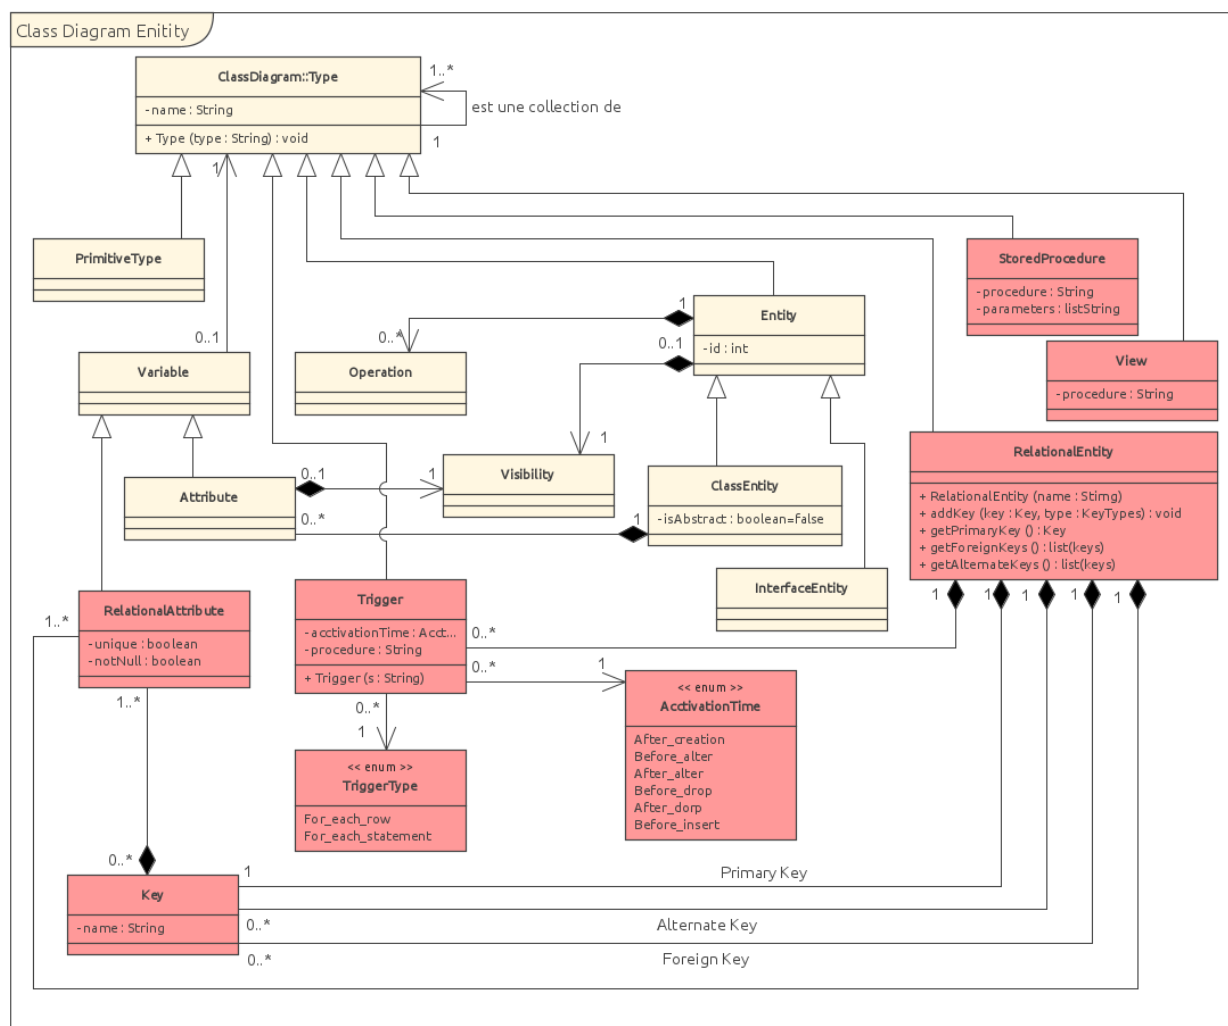 Class Diagram Enitity
ClassDiagram::Type
- name : String
+ Type (type : String) : void
1..*
est une collection de
1
1
PrimitiveType
StoredProcedure
- procedure : String
- parameters : listString
Entity
- id : int
1
0..*
0..1
0..1
Variable
Operation
View
- procedure : String
1
RelationalEntity
+ RelationalEntity (name : Stimg)
+ addKey (key : Key, type : KeyTypes) : void
+ getPrimaryKey () : Key
+ getForeignKeys () : list(keys)
+ getAlternateKeys () : list(keys)
Visibility
ClassEntity
- isAbstract : boolean=false
Attribute
0..1
1
0..*
1
InterfaceEntity
Trigger
- acctivationTime : Acct...
- procedure : String
+ Trigger (s : String)
RelationalAttribute
- unique : boolean
- notNull : boolean
1..*
1..*
1
1
1
1
1
0..*
0..*
1
0..*
1
<< enum >>
AcctivationTime
After_creation
Before_alter
After_alter
Before_drop
After_dorp
Before_insert
<< enum >>
TriggerType
For_each_row
For_each_statement
0..*
Key
- name : String
1
Primary Key
0..*
Alternate Key
0..*
Foreign Key